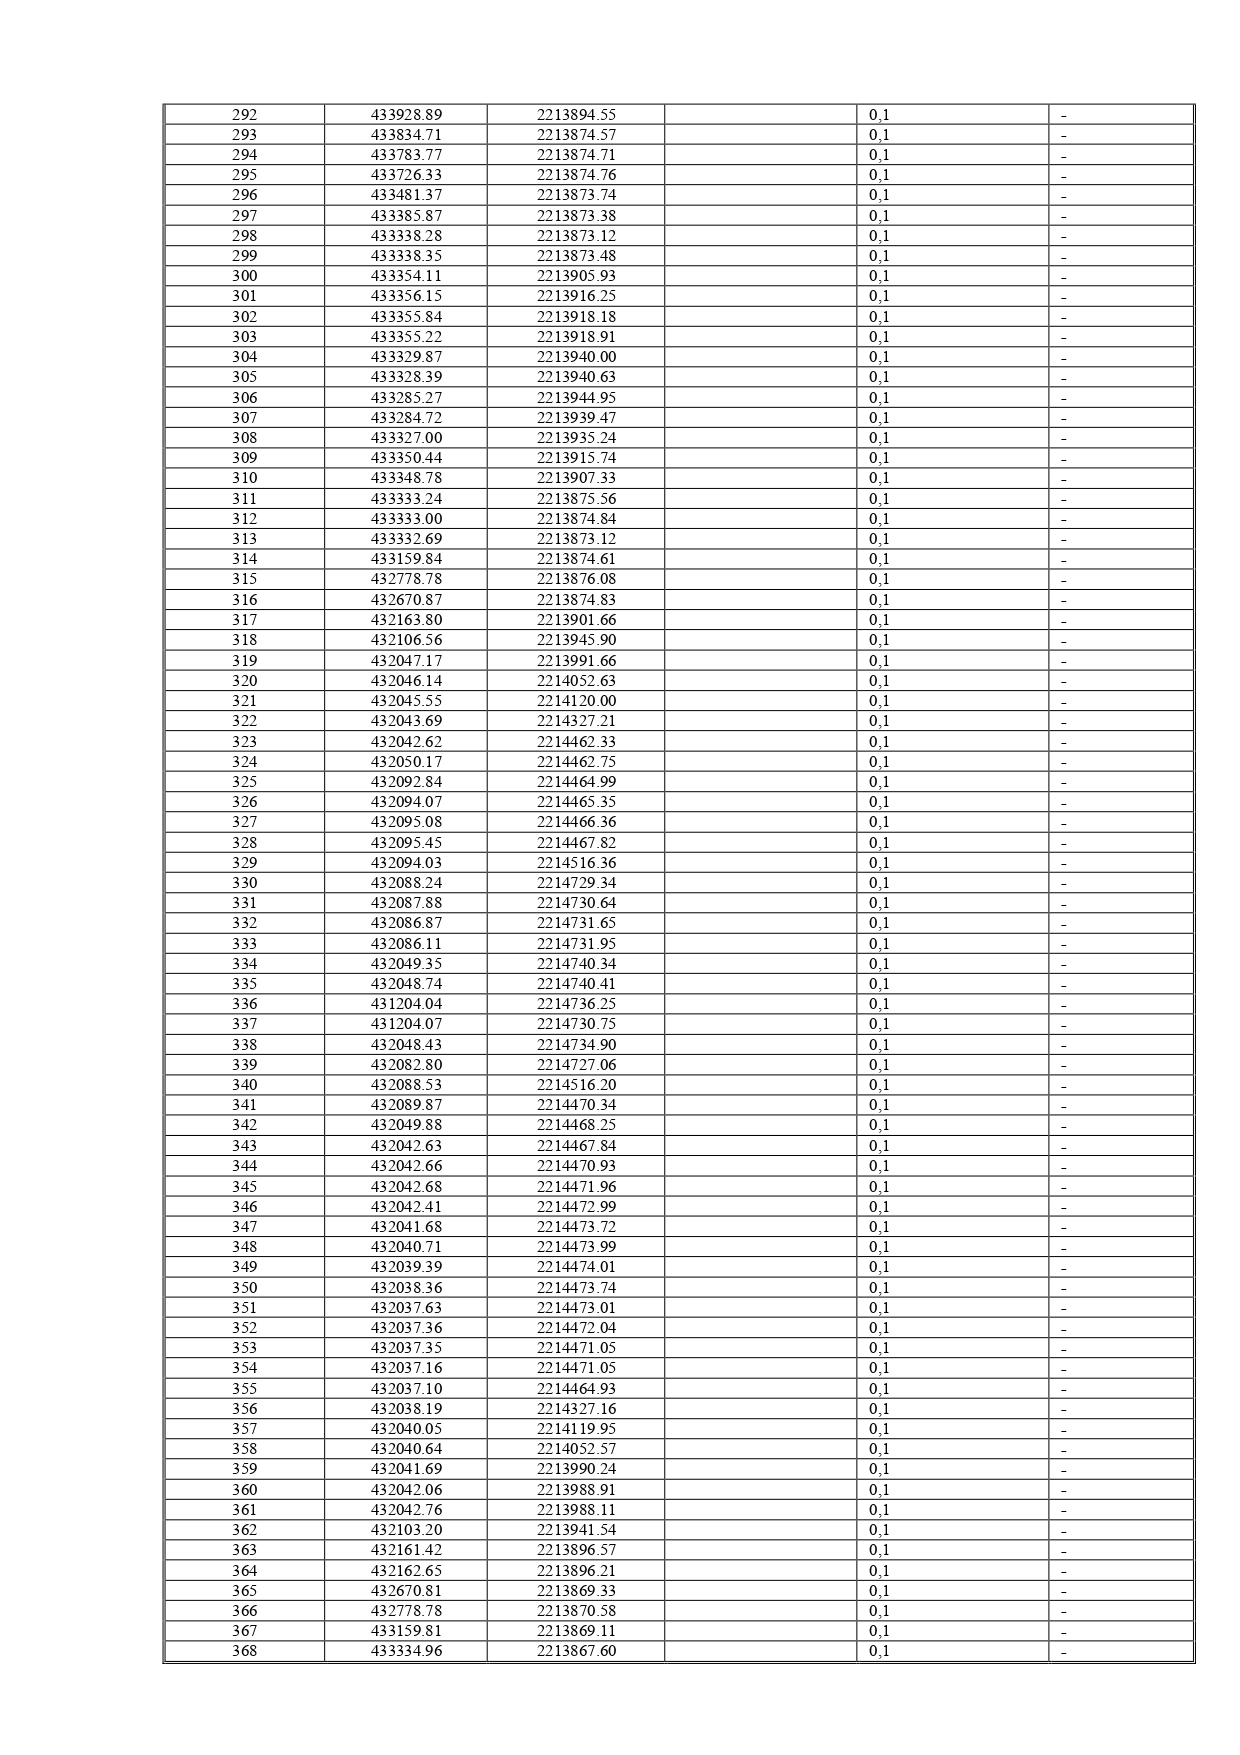 292 433928.89 2213894.55 0,1 -
293 433834.71 2213874.57 0,1 -
294 433783.77 2213874.71 0,1 -
295 433726.33 2213874.76 0,1 -
296 433481.37 2213873.74 0,1 -
297 433385.87 2213873.38 0,1 -
298 433338.28 2213873.12 0,1 -
299 433338.35 2213873.48 0,1 -
300 433354.11 2213905.93 0,1 -
301 433356.15 2213916.25 0,1 -
302 433355.84 2213918.18 0,1 -
303 433355.22 2213918.91 0,1 -
304 433329.87 2213940.00 0,1 -
305 433328.39 2213940.63 0,1 -
306 433285.27 2213944.95 0,1 -
307 433284.72 2213939.47 0,1 -
308 433327.00 2213935.24 0,1 -
309 433350.44 2213915.74 0,1 -
310 433348.78 2213907.33 0,1 -
311 433333.24 2213875.56 0,1 -
312 433333.00 2213874.84 0,1 -
313 433332.69 2213873.12 0,1 -
314 433159.84 2213874.61 0,1 -
315 432778.78 2213876.08 0,1 -
316 432670.87 2213874.83 0,1 -
317 432163.80 2213901.66 0,1 -
318 432106.56 2213945.90 0,1 -
319 432047.17 2213991.66 0,1 -
320 432046.14 2214052.63 0,1 -
321 432045.55 2214120.00 0,1 -
322 432043.69 2214327.21 0,1 -
323 432042.62 2214462.33 0,1 -
324 432050.17 2214462.75 0,1 -
325 432092.84 2214464.99 0,1 -
326 432094.07 2214465.35 0,1 -
327 432095.08 2214466.36 0,1 -
328 432095.45 2214467.82 0,1 -
329 432094.03 2214516.36 0,1 -
330 432088.24 2214729.34 0,1 -
331 432087.88 2214730.64 0,1 -
332 432086.87 2214731.65 0,1 -
333 432086.11 2214731.95 0,1 -
334 432049.35 2214740.34 0,1 -
335 432048.74 2214740.41 0,1 -
336 431204.04 2214736.25 0,1 -
337 431204.07 2214730.75 0,1 -
338 432048.43 2214734.90 0,1 -
339 432082.80 2214727.06 0,1 -
340 432088.53 2214516.20 0,1 -
341 432089.87 2214470.34 0,1 -
342 432049.88 2214468.25 0,1 -
343 432042.63 2214467.84 0,1 -
344 432042.66 2214470.93 0,1 -
345 432042.68 2214471.96 0,1 -
346 432042.41 2214472.99 0,1 -
347 432041.68 2214473.72 0,1 -
348 432040.71 2214473.99 0,1 -
349 432039.39 2214474.01 0,1 -
350 432038.36 2214473.74 0,1 -
351 432037.63 2214473.01 0,1 -
352 432037.36 2214472.04 0,1 -
353 432037.35 2214471.05 0,1 -
354 432037.16 2214471.05 0,1 -
355 432037.10 2214464.93 0,1 -
356 432038.19 2214327.16 0,1 -
357 432040.05 2214119.95 0,1 -
358 432040.64 2214052.57 0,1 -
359 432041.69 2213990.24 0,1 -
360 432042.06 2213988.91 0,1 -
361 432042.76 2213988.11 0,1 -
362 432103.20 2213941.54 0,1 -
363 432161.42 2213896.57 0,1 -
364 432162.65 2213896.21 0,1 -
365 432670.81 2213869.33 0,1 -
366 432778.78 2213870.58 0,1 -
367 433159.81 2213869.11 0,1 -
368 433334.96 2213867.60 0,1 -